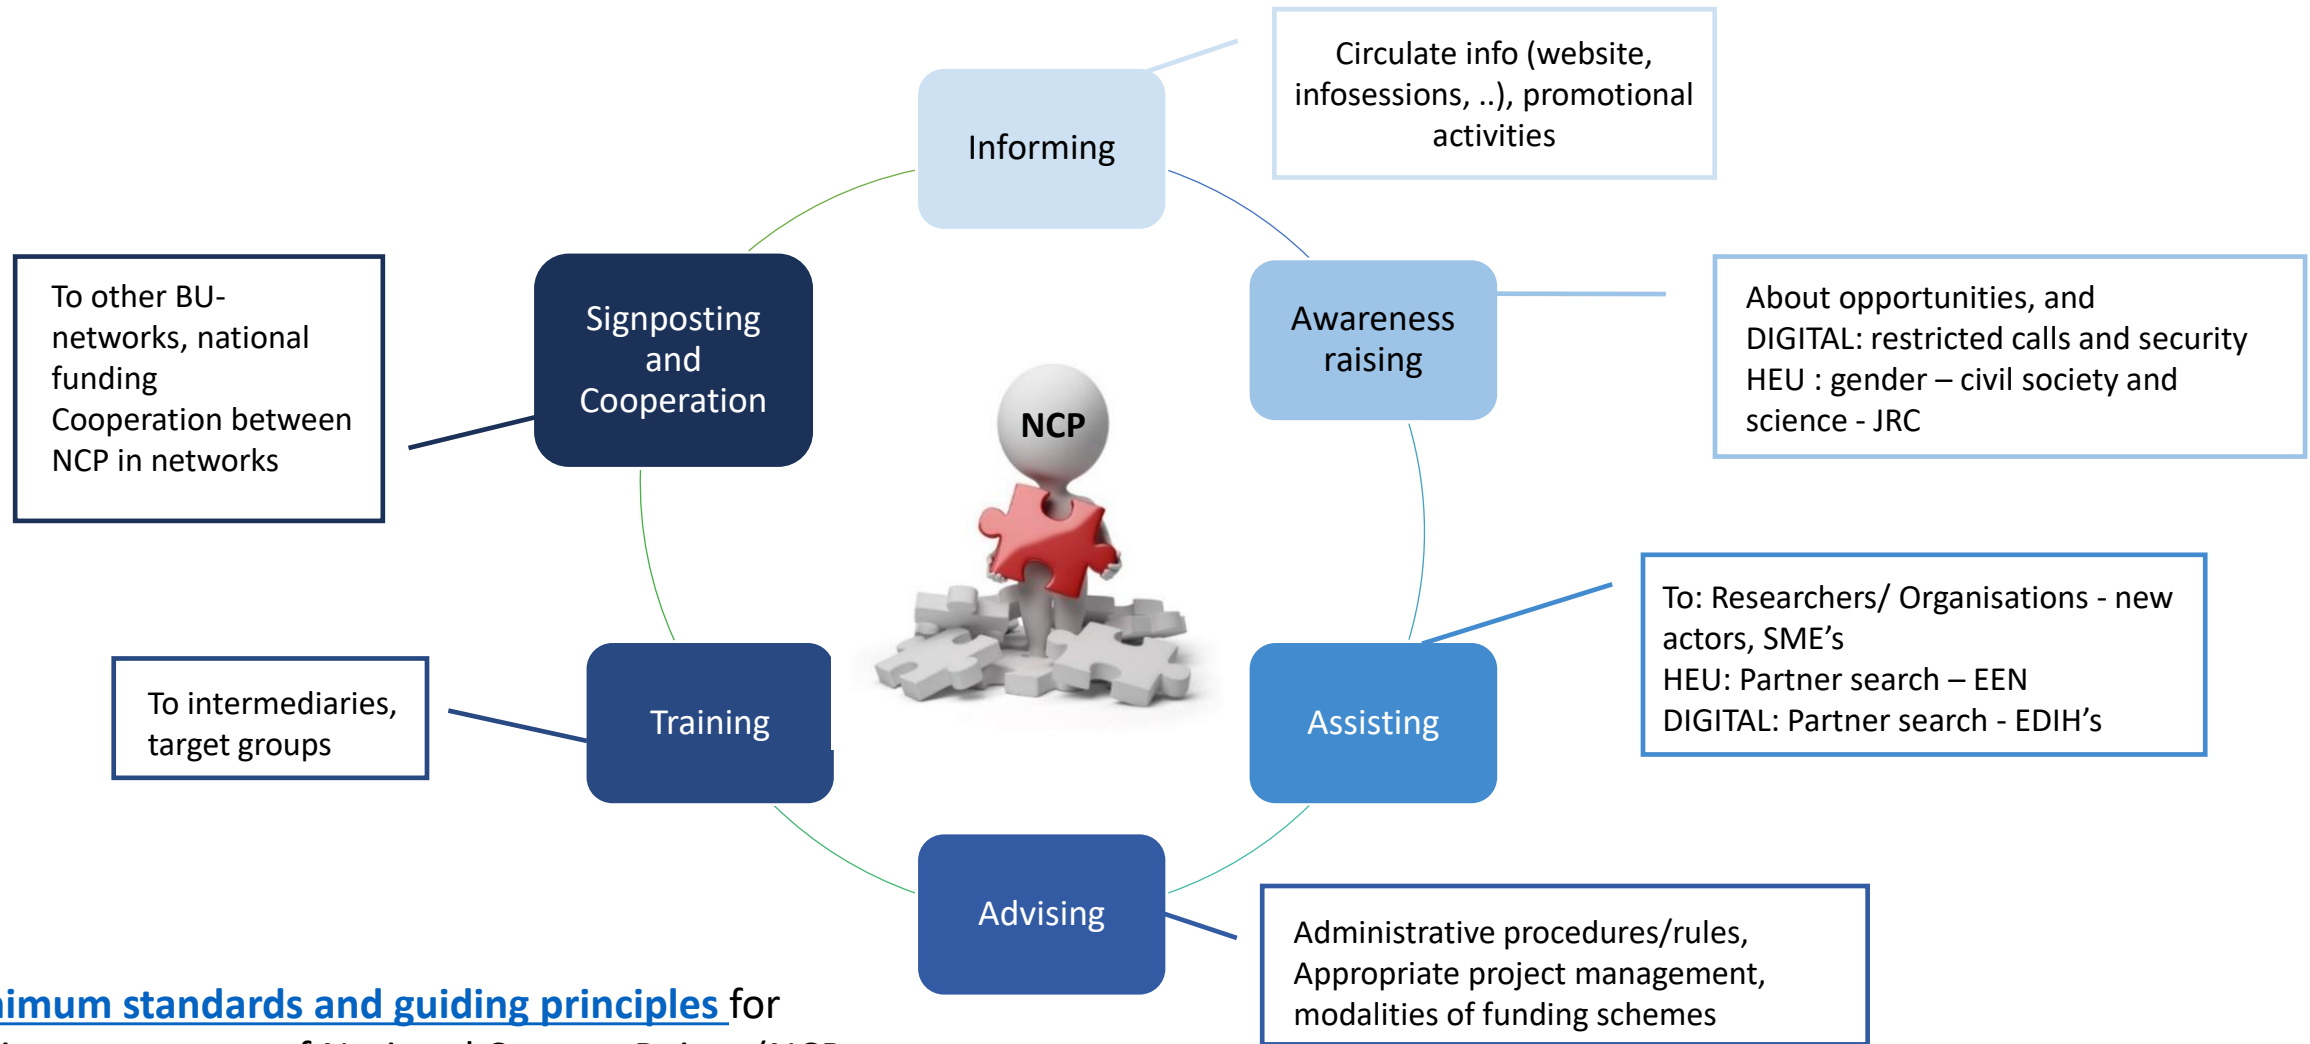 Informing
Circulate info (website,
infosessions, ..), promotional
activities
Awareness
raising
About opportunities, and
DIGITAL: restricted calls and security
HEU : gender – civil society and
science - JRC
Assisting
To: Researchers/ Organisations - new
actors, SME’s
HEU: Partner search – EEN
DIGITAL: Partner search - EDIH’s
Advising
Administrative procedures/rules,
Appropriate project management,
modalities of funding schemes
Training
To intermediaries,
target groups
Signposting
and
Cooperation
To other BU-
networks, national
funding
Cooperation between
NCP in networks
NCP
standards and guiding principles for